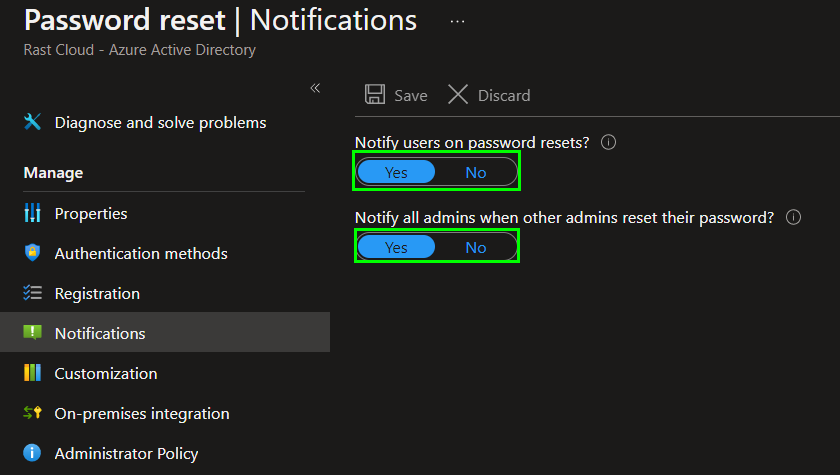 Password reset | Notifications ...
Rast Cloud - Azure Active Directory
«
Save Discard
Diagnose and solve problems
Notify users on password resets?
Manage
Yes No
Properties
Notify all admins when other admins reset their password?
Authentication methods
Yes No
Registration
Notifications
Customization
On-premises integration
Administrator Policy